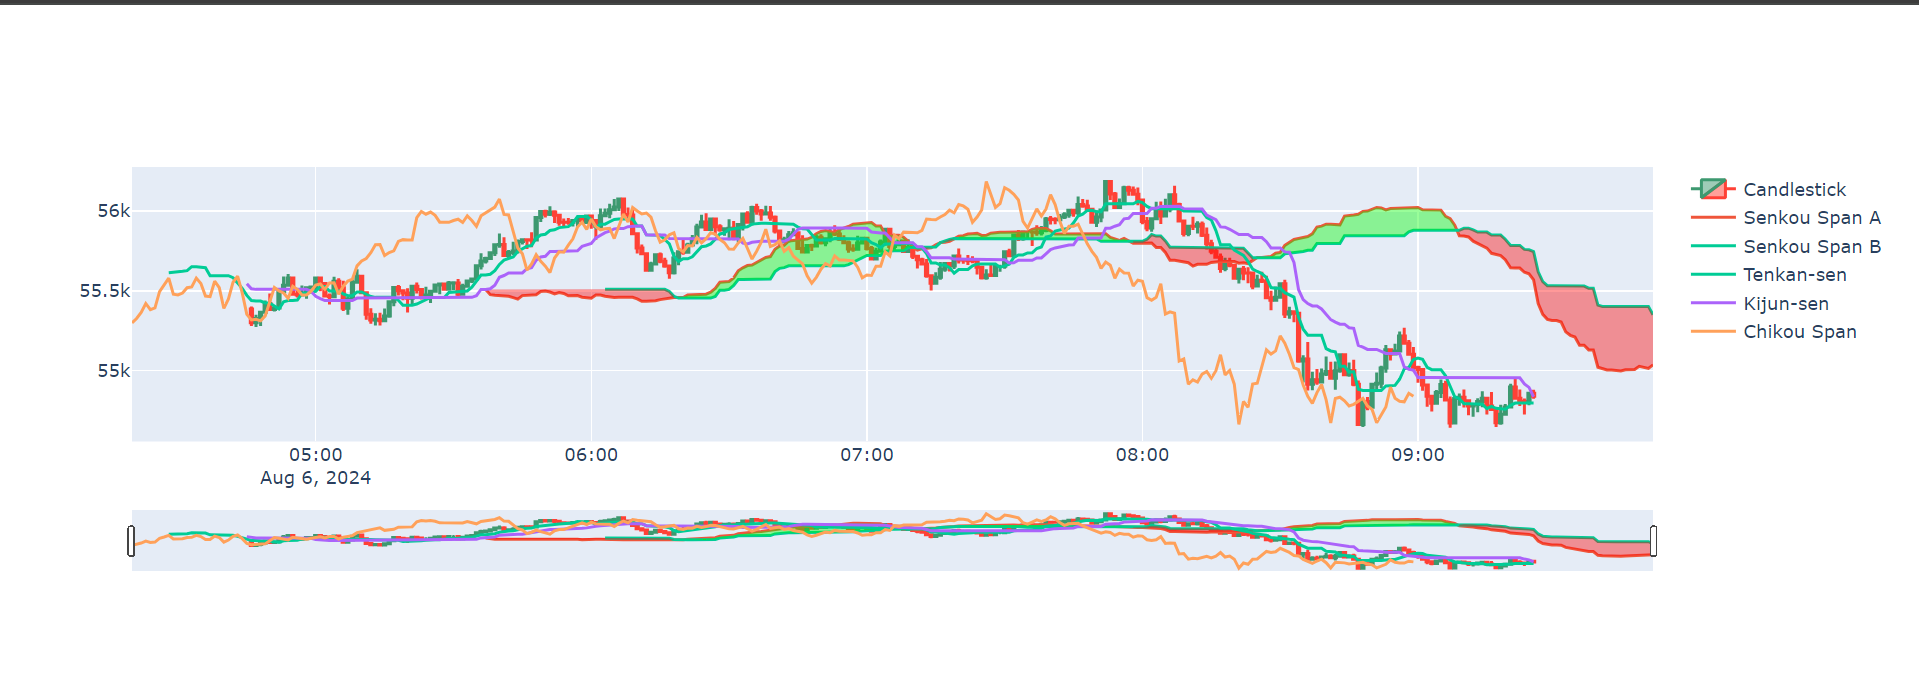 56k
55.5k
55k
05:00
06:00
07:00
08:00
09:00
Aug 6, 2024
Candlestick
Senkou Span A
Senkou Span B
Tenkan-sen
Kijun-sen
Chikou Span